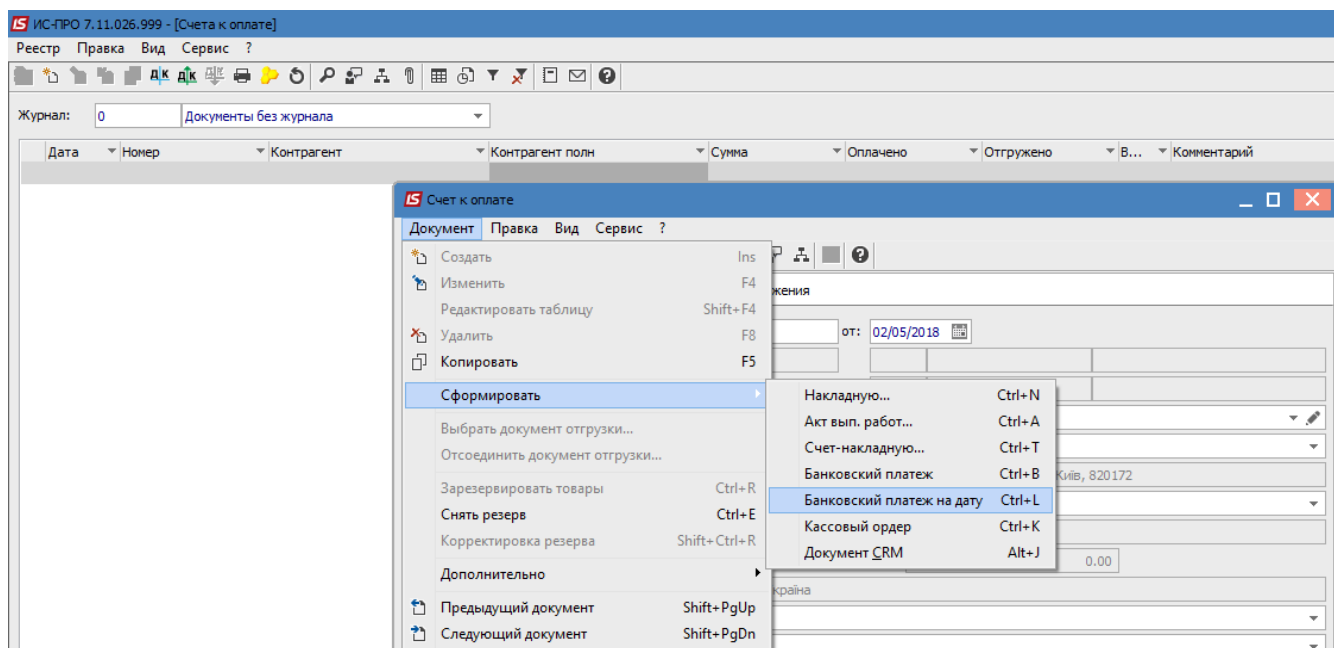 ИС-ПРО 7.11.026.999 - [Счета к оплате]
Реестр Правка Вид Сервис ?
Журнал: 0 Документы без журнала
Дата Номер Контрагент Контрагент полн Сумма Оплачено Отгружено В... Комментарий
Счет к оплате
Документ Правка Вид Сервис ?
Создать Ins
Изменить F4
Редактировать таблицу Shift+F4
Удалить F8
Копировать F5
Сформировать
Выбрать документ отгрузки...
Отсоединить документ отгрузки...
Зарезервировать товары Ctrl+R
Снять резерв Ctrl+E
Корректировка резерва Shift+Ctrl+R
Дополнительно
Предыдущий документ Shift+PgUp
Следующий документ Shift+PgDn
жения
от: 02/05/2018
Накладную... Ctrl+N
Акт вып. работ... Ctrl+A
Счет-накладную... Ctrl+T
Банковский платеж Ctrl+B
Банковский платеж на дату Ctrl+L
Кассовый ордер Ctrl+K
Документ CRM Alt+J
Київ, 820172
0.00
країна